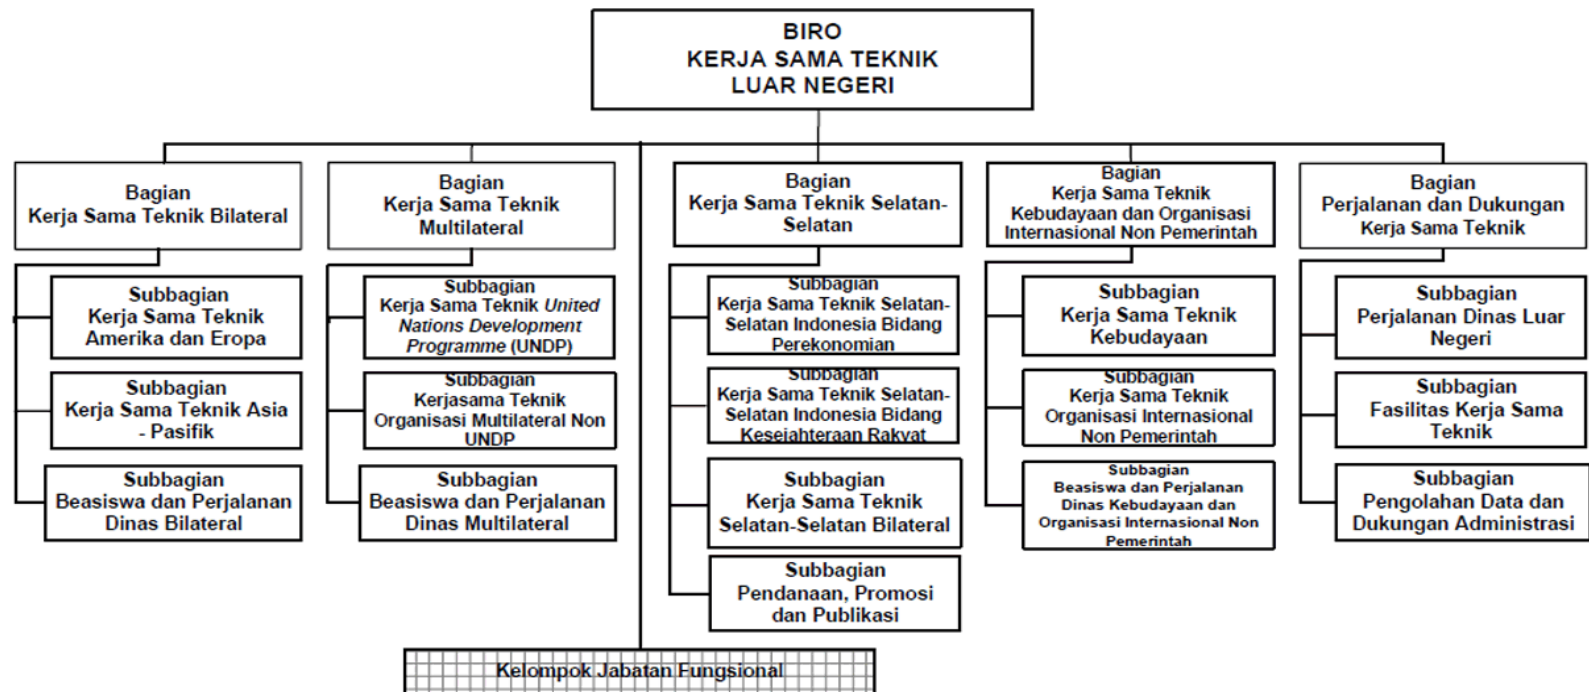 BIRO
KERJA SAMA TEKNIK
LUAR NEGERI
Bagian
Kerja Sama Teknik Bilateral
Subbagian
Kerja Sama Teknik
Amerika dan Eropa
Subbagian
Kerja Sama Teknik Asia
- Pasifik
Subbagian
Beasiswa dan Perjalanan
Dinas Bilateral
Bagian
Kerja Sama Teknik
Multilateral
Subbagian
Kerja Sama Teknik United
Nations Development
Programme (UNDP)
Subbagian
Kerjasama Teknik
Organisasi Multilateral Non
UNDP
Subbagian
Beasiswa dan Perjalanan
Dinas Multilateral
Bagian
Kerja Sama Teknik Selatan-
Selatan
Subbagian
Kerja Sama Teknik Selatan-
Selatan Indonesia Bidang
Perekonomian
Subbagian
Kerja Sama Teknik Selatan-
Selatan Indonesia Bidang
Kesejahteraan Rakyat
Subbagian
Kerja Sama Teknik
Selatan-Selatan Bilateral
Subbagian
Pendanaan, Promosi
dan Publikasi
Bagian
Kerja Sama Teknik
Kebudayaan dan Organisasi
Internasional Non Pemerintah
Subbagian
Kerja Sama Teknik
Kebudayaan
Subbagian
Kerja Sama Teknik
Organisasi Internasional
Non Pemerintah
Subbagian
Beasiswa dan Perjalanan
Dinas Kebudayaan dan
Organisasi Internasional Non
Pemerintah
Bagian
Perjalanan dan Dukungan
Kerja Sama Teknik
Subbagian
Perjalanan Dinas Luar
Negeri
Subbagian
Fasilitas Kerja Sama
Teknik
Subbagian
Pengolahan Data dan
Dukungan Administrasi
Kelompok Jabatan Fungsional